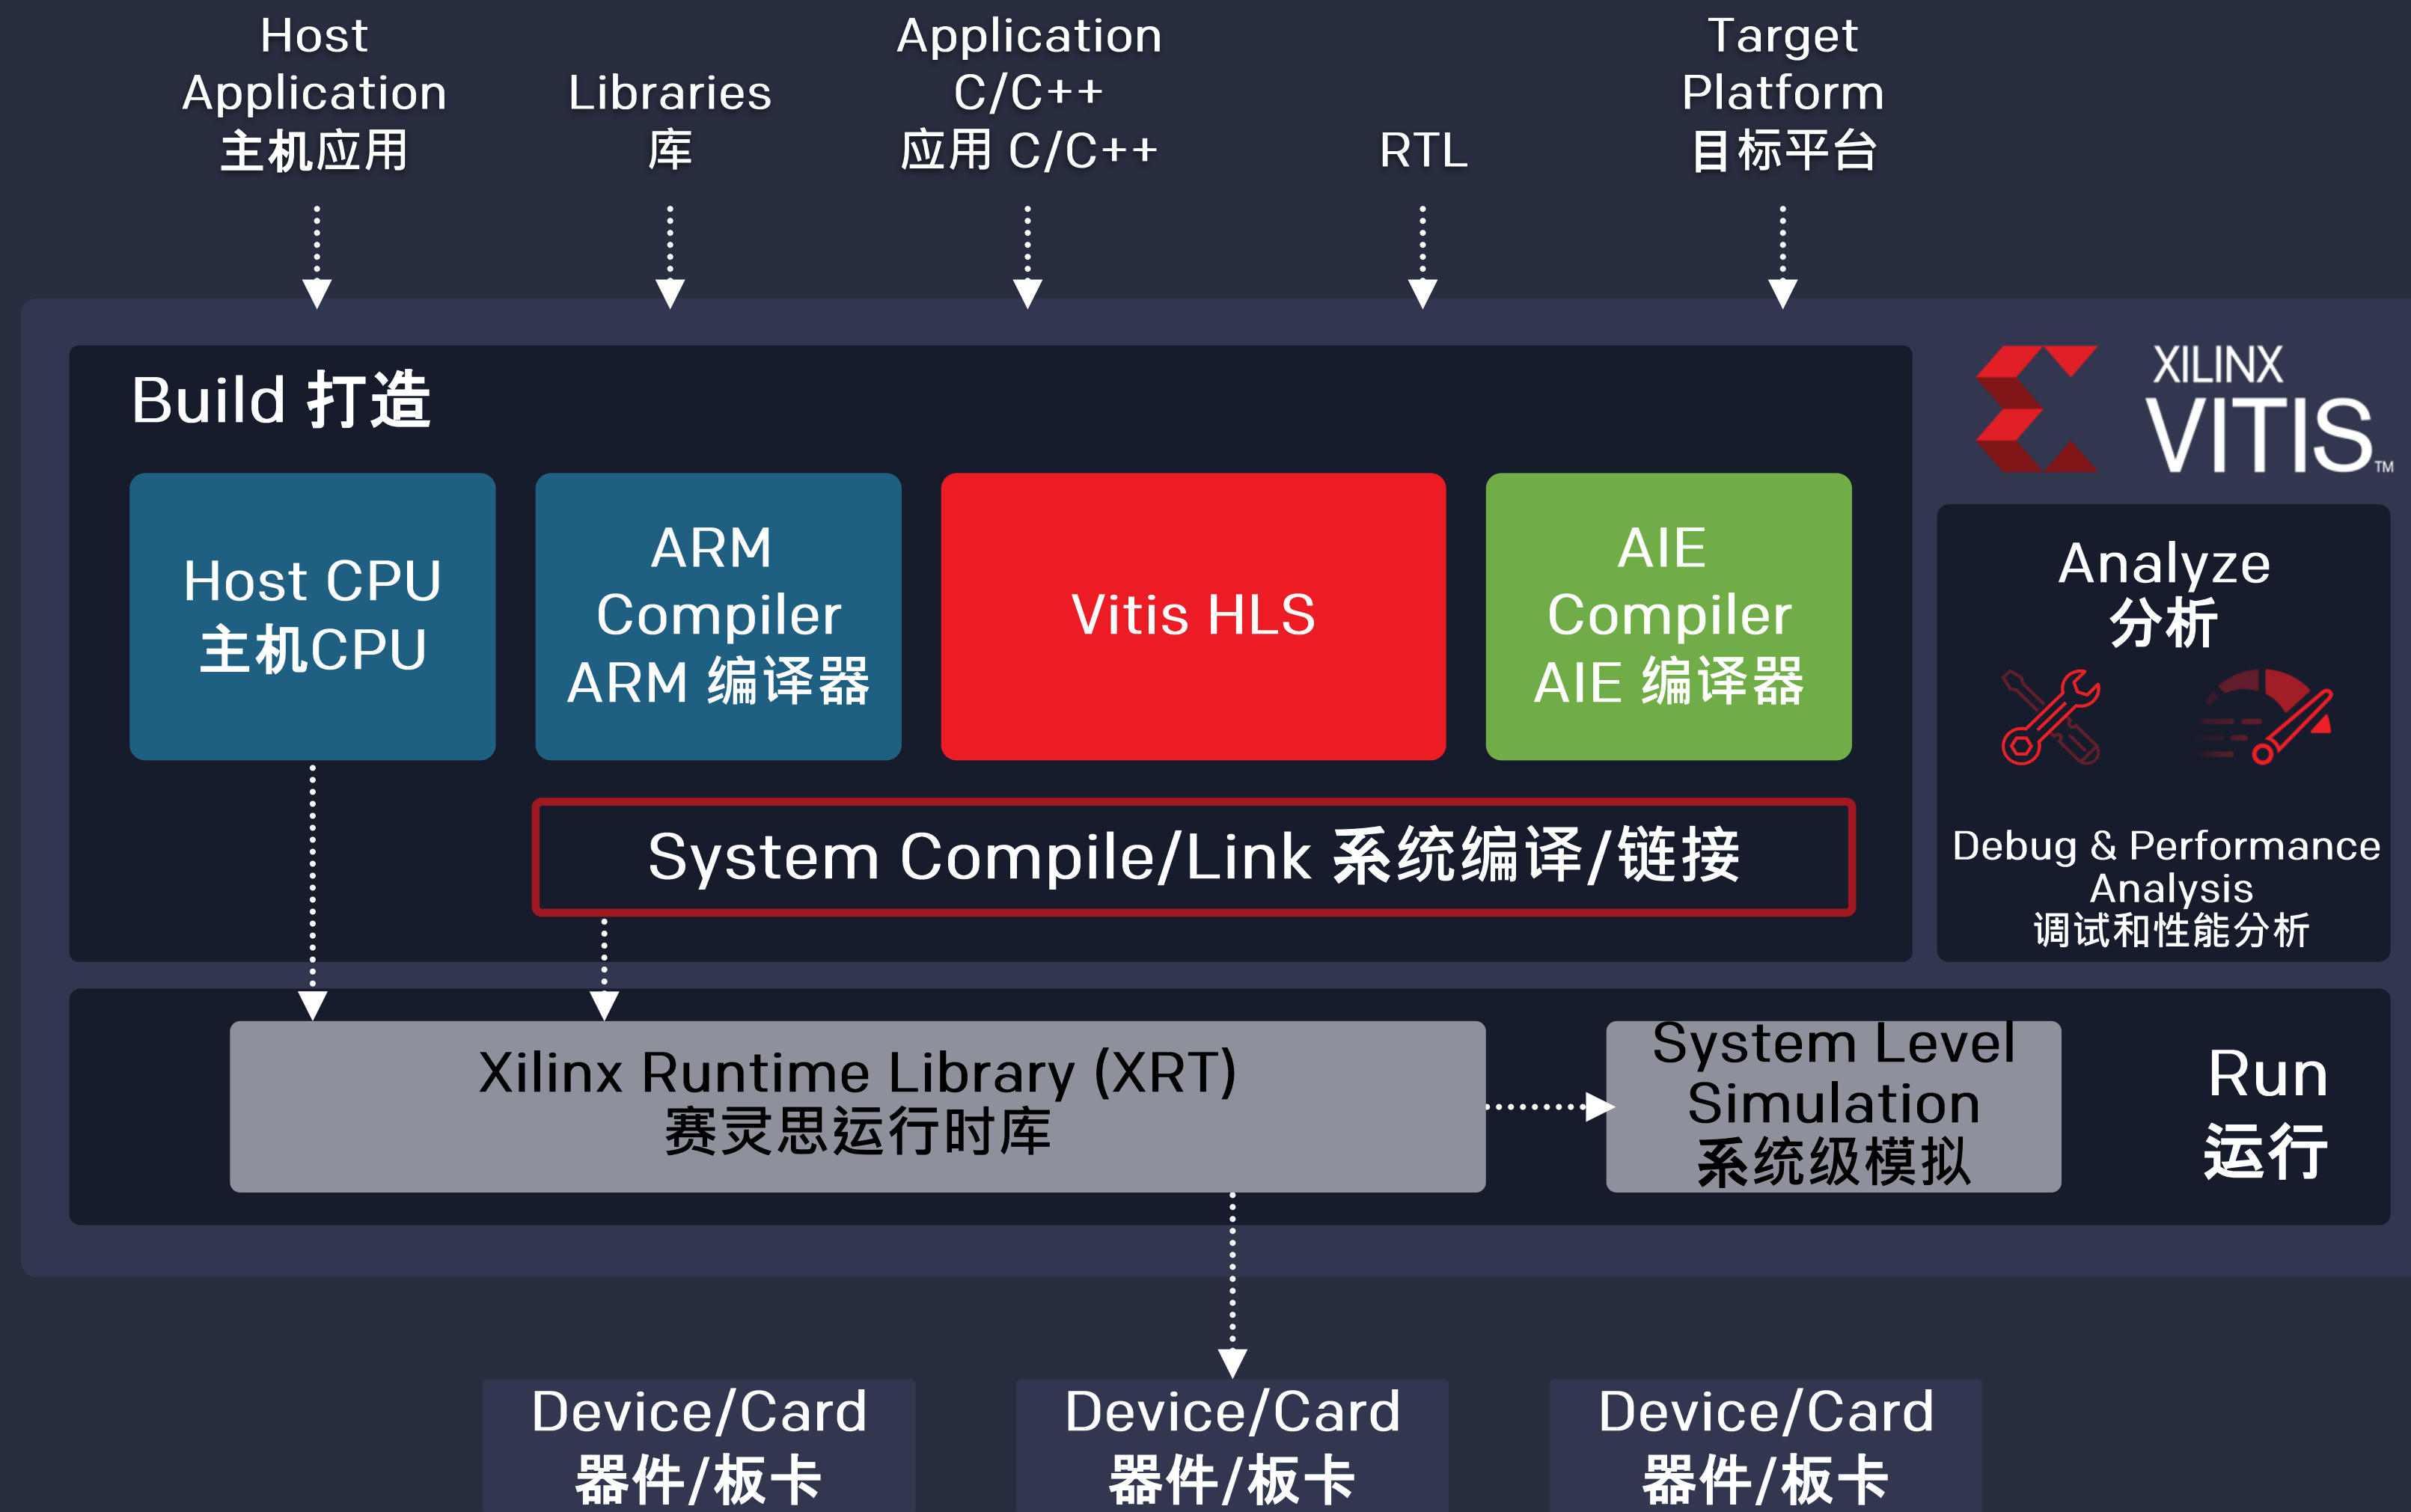 Host
Application
主机应用
Libraries
库
Application
C/C++
应用 C/C++
RTL
Target
Platform
目标平台
Build 打造
XILINX
VITIS™
Host CPU
主机CPU
ARM
Compiler
ARM 编译器
Vitis HLS
AIE
Compiler
AIE 编译器
Analyze
分析
Debug & Performance
Analysis
调试和性能分析
System Compile/Link 系统编译/链接
Xilinx Runtime Library (XRT)
赛灵思运行时库
System Level
Simulation
系统级模拟
Run
运行
Device/Card
器件/板卡
Device/Card
器件/板卡
Device/Card
器件/板卡